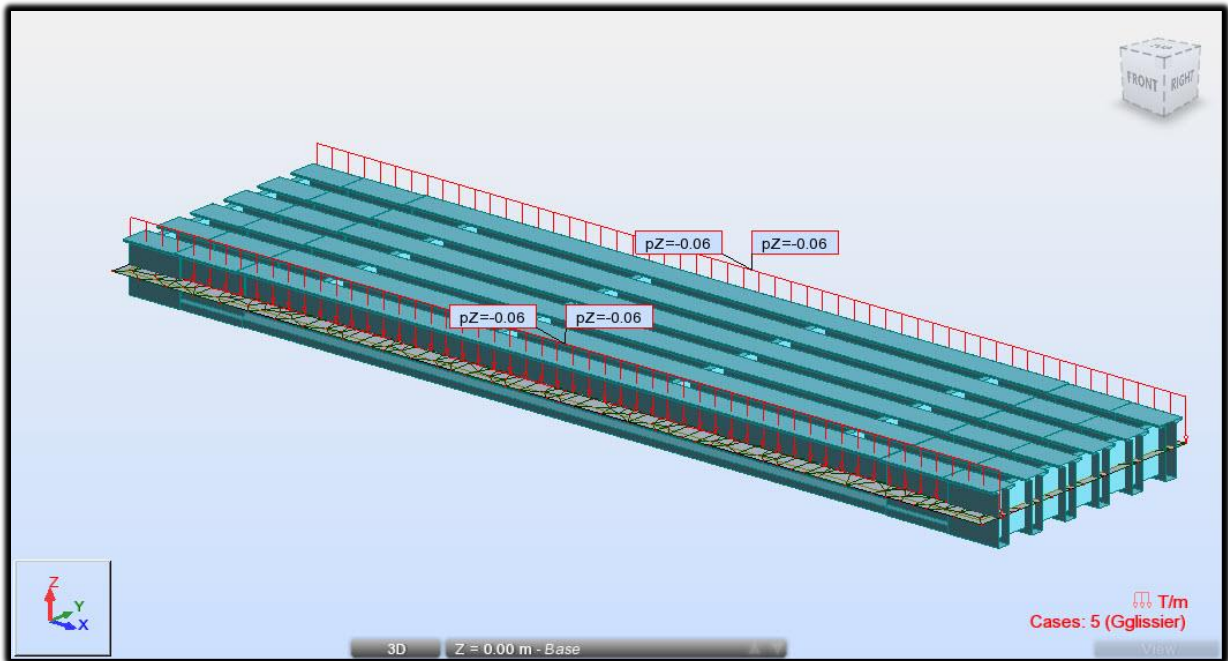 TOP
FRONT
RIGHT
pZ=-0.06
pZ=-0.06
pZ=-0.06
pZ=-0.06
Z
Y
X
T/m
Cases: 5 (Gglissier)
3D
Z = 0.00 m - Base
View